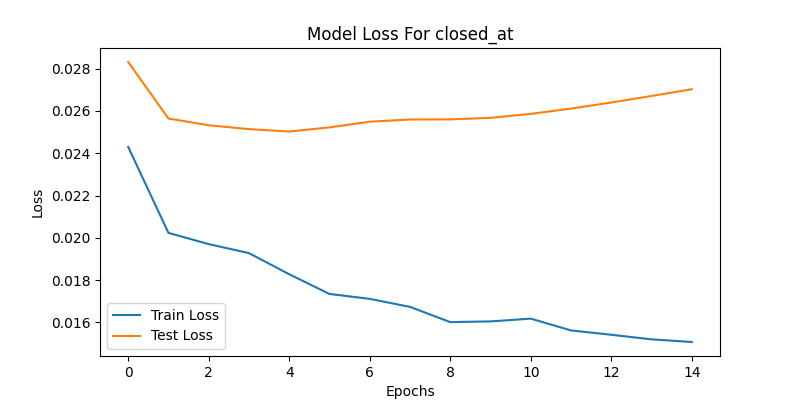 Model Loss For closed_at
Loss
0.028
0.026
0.024
0.022
0.020
0.018
0.016
Train Loss
Test Loss
0 2 4 6 8 10 12 14
Epochs